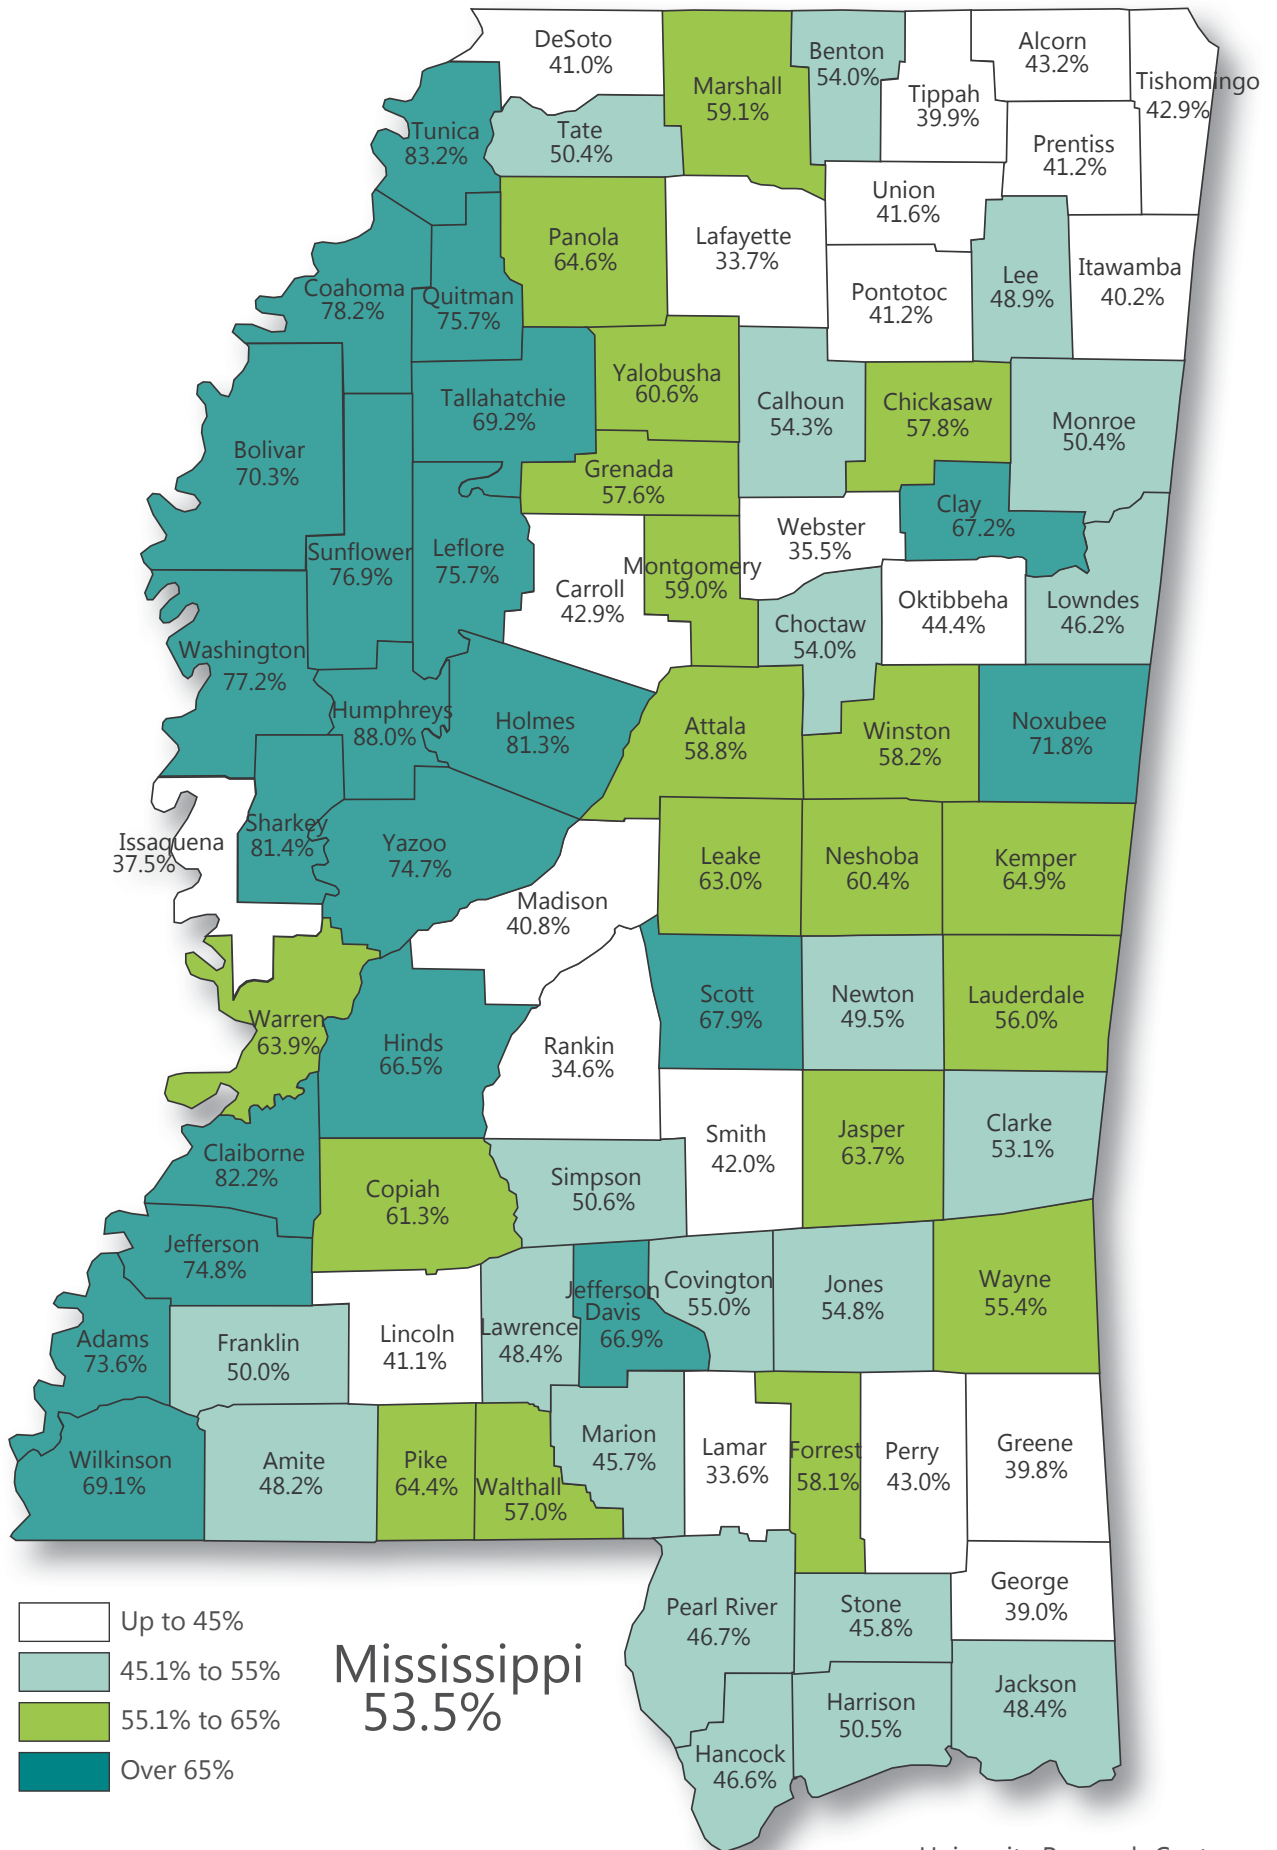 DeSoto
41.0%
Marshall
59.1%
Benton
54.0%
Tippah
39.9%
Alcorn
43.2%
Tishomingo
42.9%
Tunica
83.2%
Tate
50.4%
Prentiss
41.2%
Union
41.6%
Panola
64.6%
Lafayette
33.7%
Coahoma
78.2%
Quitman
75.7%
Pontotoc
41.2%
Lee
48.9%
Itawamba
40.2%
Tallahatchie
69.2%
Yalobusha
60.6%
Calhoun
54.3%
Chickasaw
57.8%
Monroe
50.4%
Bolivar
70.3%
Grenada
57.6%
Clay
67.2%
Sunflower
76.9%
Leflore
75.7%
Carroll
42.9%
Montgomery
59.0%
Webster
35.5%
Choctaw
54.0%
Oktibbeha
44.4%
Lowndes
46.2%
Washington
77.2%
Humphreys
88.0%
Holmes
81.3%
Attala
58.8%
Winston
58.2%
Noxubee
71.8%
Issaquena
37.5%
Sharkey
81.4%
Yazoo
74.7%
Madison
40.8%
Leake
63.0%
Neshoba
60.4%
Kemper
64.9%
Warren
63.9%
Hinds
66.5%
Rankin
34.6%
Scott
67.9%
Newton
49.5%
Lauderdale
56.0%
Claiborne
82.2%
Copiah
61.3%
Simpson
50.6%
Smith
42.0%
Jasper
63.7%
Clarke
53.1%
Jefferson
74.8%
Adams
73.6%
Franklin
50.0%
Lincoln
41.1%
Lawrence
48.4%
Jefferson
Davis
66.9%
Covington
55.0%
Jones
54.8%
Wayne
55.4%
Wilkinson
69.1%
Amite
48.2%
Pike
64.4%
Walthall
57.0%
Marion
45.7%
Lamar
33.6%
Forrest
58.1%
Perry
43.0%
Greene
39.8%
George
39.0%
Pearl River
46.7%
Stone
45.8%
Hancock
46.6%
Harrison
50.5%
Jackson
48.4%
Up to 45%
45.1% to 55%
55.1% to 65%
Over 65%
Mississippi
53.5%